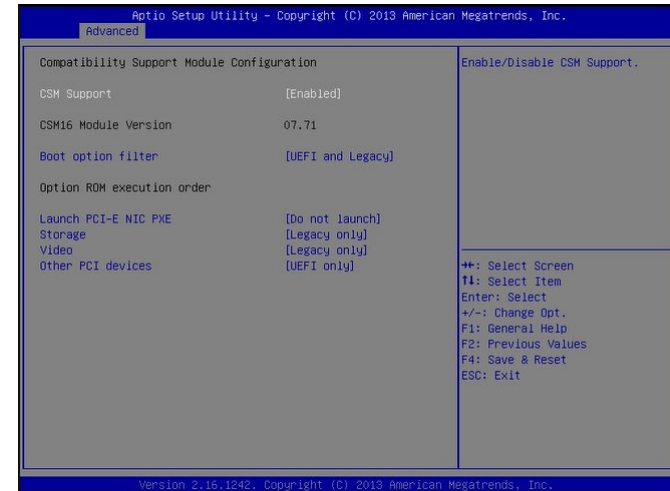 Aptio Setup Utility – Copyright (C) 2013 American Megatrends, Inc.
Advanced
Compatibility Support Module Configuration
CSM Support [Enabled]
CSM16 Module Version 07.71
Boot option filter [UEFI and Legacy]
Option ROM execution order
Launch PCI-E NIC PXE [Do not launch]
Storage [Legacy only]
Video [Legacy only]
Other PCI devices [UEFI only]
Enable/Disable CSM Support.
→←: Select Screen
↑↓: Select Item
Enter: Select
+/-: Change Opt.
F1: General Help
F2: Previous Values
F4: Save & Reset
ESC: Exit
Version 2.16.1242. Copyright (C) 2013 American Megatrends, Inc.